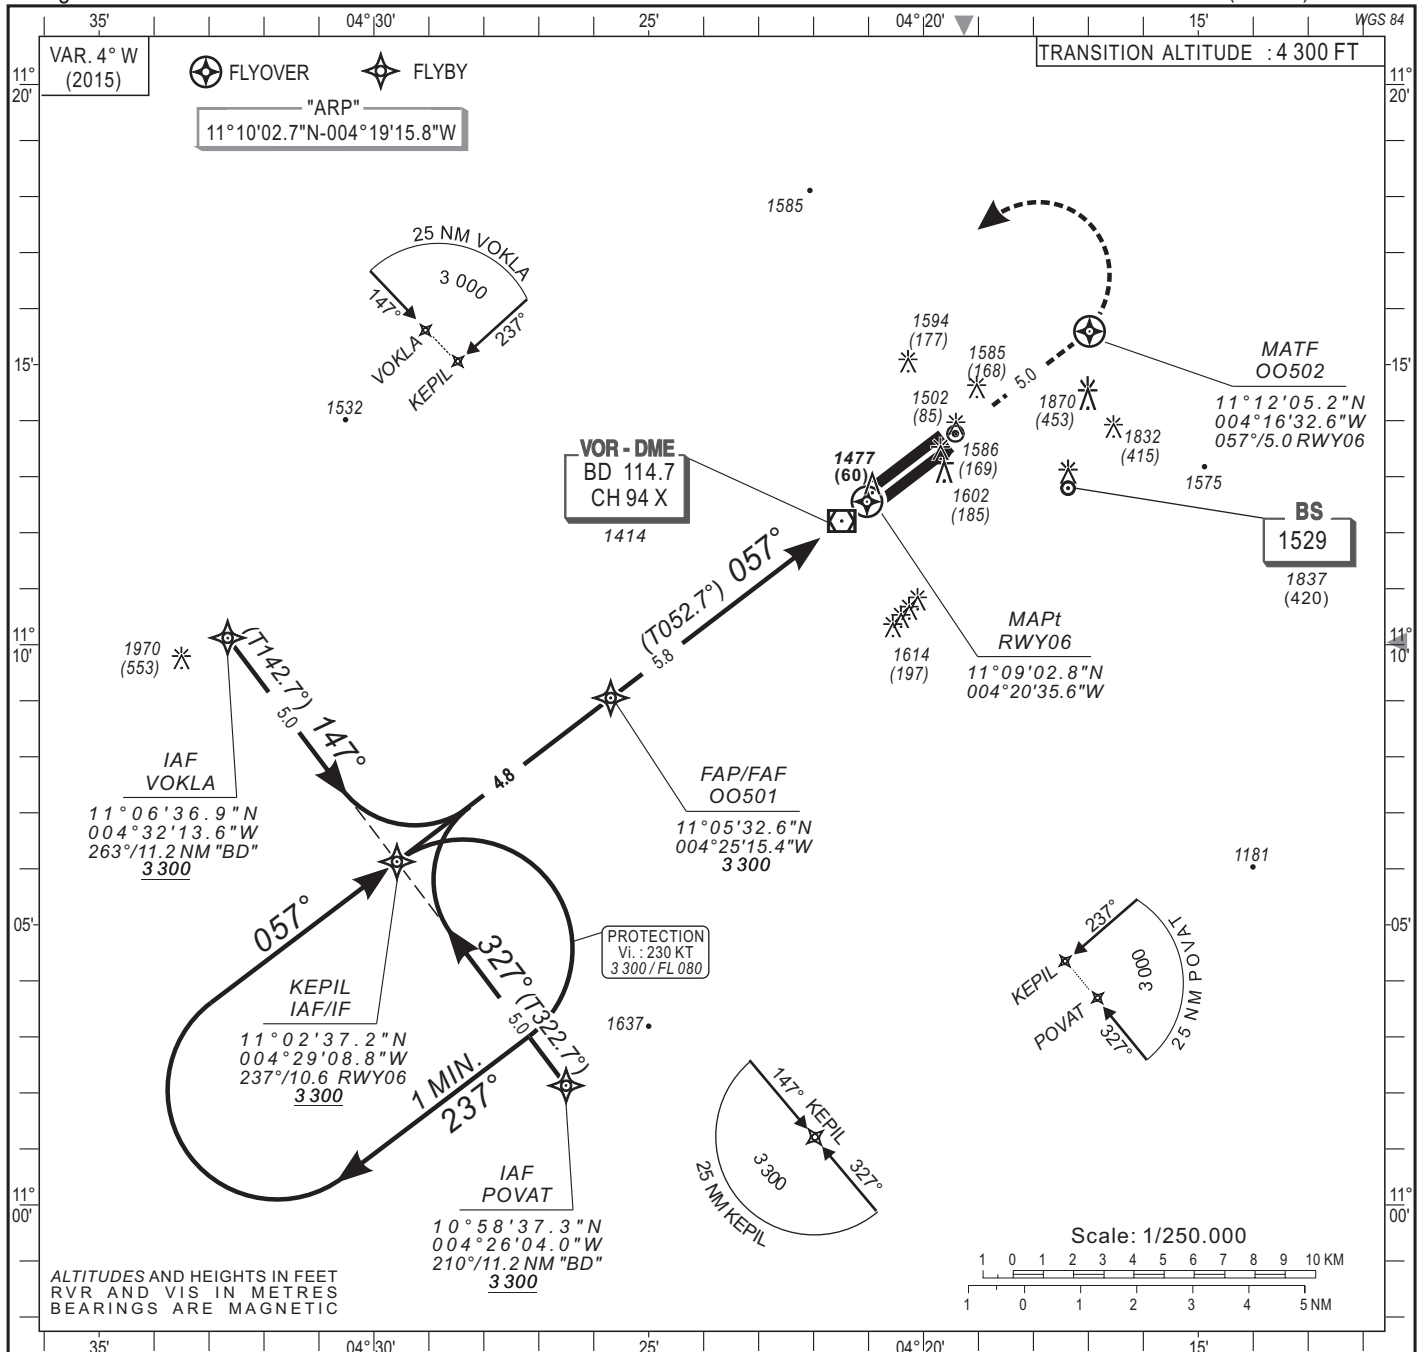 35'
04°30'
25'
04°20'
15'
WGS 84
VAR. 4° W
(2015)
FLYOVER
FLYBY
TRANSITION ALTITUDE : 4 300 FT
"ARP"
11°10'02.7"N-004°19'15.8"W
11°
20'
11°
20'
1585
25 NM VOKLA
3 000
147°
237°
VOKLA
KEPIL
1532
15'
15'
1594
(177)
1585
(168)
5.0
1502
(85)
1870
(453)
MATF
OO502
11°12'05.2"N
004°16'32.6"W
057°/5.0 RWY06
1832
(415)
1586
(169)
1575
1477
(60)
1602
(185)
VOR - DME
BD 114.7
CH 94 X
1414
BS
1529
1837
(420)
057°
(T052.7°)
5.8
MAPt
RWY06
11°09'02.8"N
004°20'35.6"W
1614
(197)
11°
10'
11°
10'
1970
(553)
(T142.7°)
5.0
147°
IAF
VOKLA
11°06'36.9"N
004°32'13.6"W
263°/11.2 NM "BD"
3 300
4.8
FAP/FAF
OO501
11°05'32.6"N
004°25'15.4"W
3 300
1181
05'
05'
057°
PROTECTION
Vi. : 230 KT
3 300 / FL 080
327°
(T322.7°)
5.0
KEPIL
IAF/IF
11°02'37.2"N
004°29'08.8"W
237°/10.6 RWY06
3 300
1637
1 MIN.
237°
237°
KEPIL
POVAT
327°
3 000
25 NM POVAT
147°
KEPIL
327°
3 300
25 NM KEPIL
IAF
POVAT
10°58'37.3"N
004°26'04.0"W
210°/11.2 NM "BD"
3 300
11°
00'
11°
00'
Scale: 1/250.000
1 0 1 2 3 4 5 6 7 8 9 10 KM
1 0 1 2 3 4 5 NM
ALTITUDES AND HEIGHTS IN FEET
RVR AND VIS IN METRES
BEARINGS ARE MAGNETIC
35'
04°30'
25'
04°20'
15'